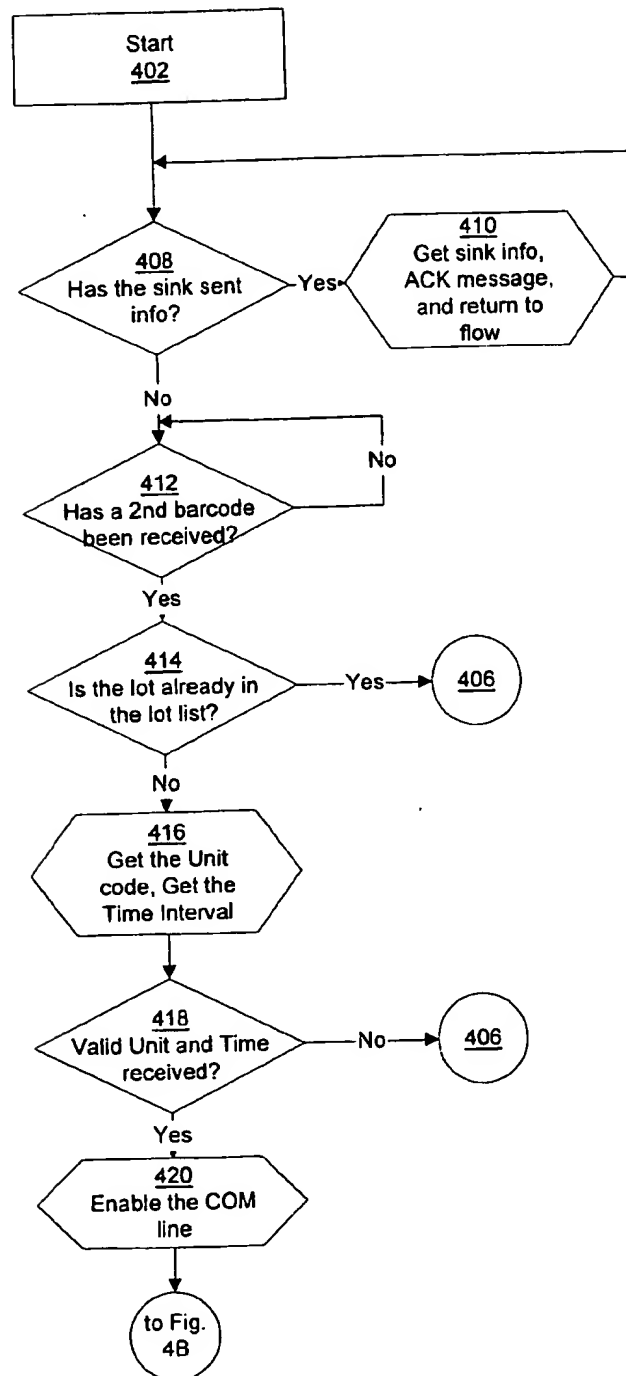 Start
402
408
Has the sink sent
info?
Yes
410
Get sink info,
ACK message,
and return to
flow
No
412
Has a 2nd barcode
been received?
No
Yes
414
Is the lot already in
the lot list?
Yes
406
No
416
Get the Unit
code, Get the
Time Interval
418
Valid Unit and Time
received?
No
406
Yes
420
Enable the COM
line
to Fig.
4B